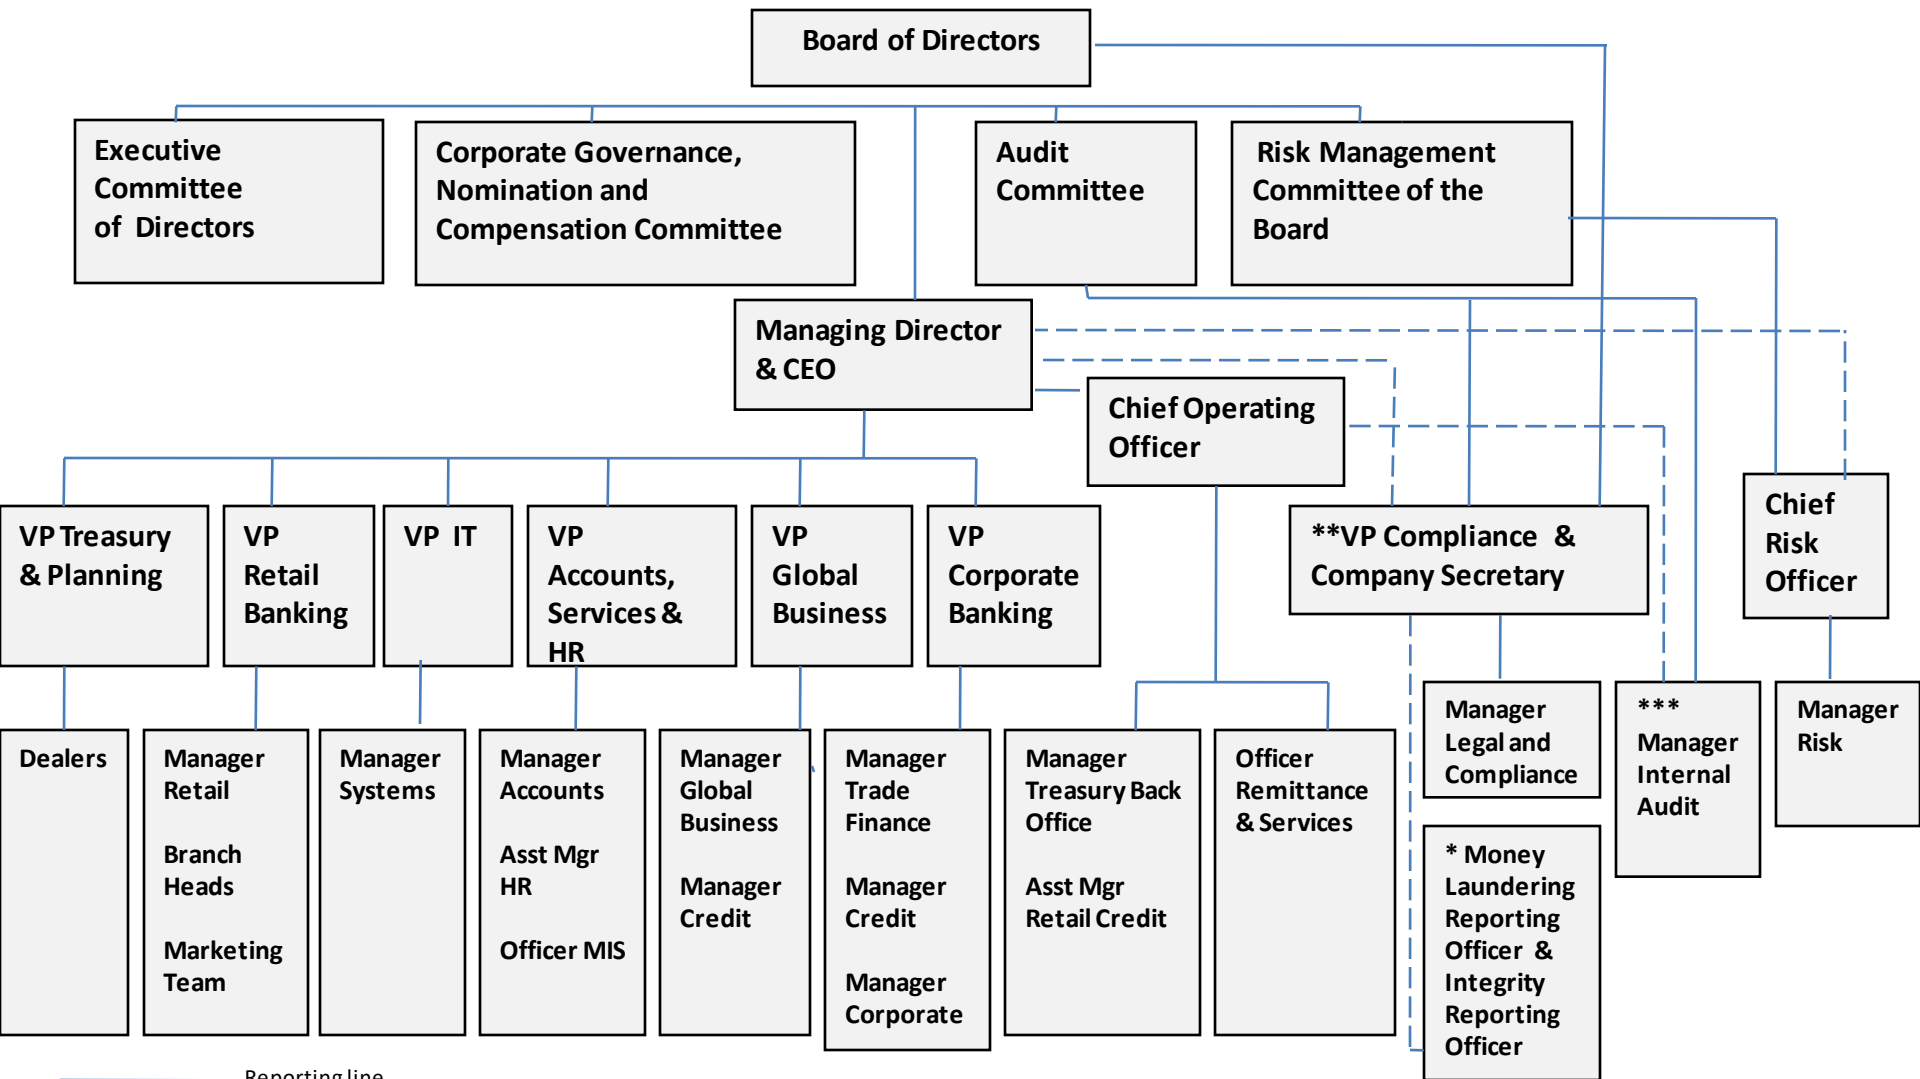 Board of Directors
Executive
Committee
of Directors
Corporate Governance,
Nomination and
Compensation Committee
Audit
Committee
Risk Management
Committee of the
Board
Managing Director
& CEO
Chief Operating
Officer
VP Treasury
& Planning
VP
Retail
Banking
VP IT
VP
Accounts,
Services &
HR
VP
Global
Business
VP
Corporate
Banking
**VP Compliance &
Company Secretary
Chief
Risk
Officer
Dealers
Manager
Retail
Branch
Heads
Marketing
Team
Manager
Systems
Manager
Accounts
Asst Mgr
HR
Officer MIS
Manager
Global
Business
Manager
Credit
Manager
Trade
Finance
Manager
Credit
Manager
Corporate
Manager
Treasury Back
Office
Asst Mgr
Retail Credit
Officer
Remittance
& Services
Manager
Legal and
Compliance
* Money
Laundering
Reporting
Officer &
Integrity
Reporting
Officer
***
Manager
Internal
Audit
Manager
Risk
Reporting line